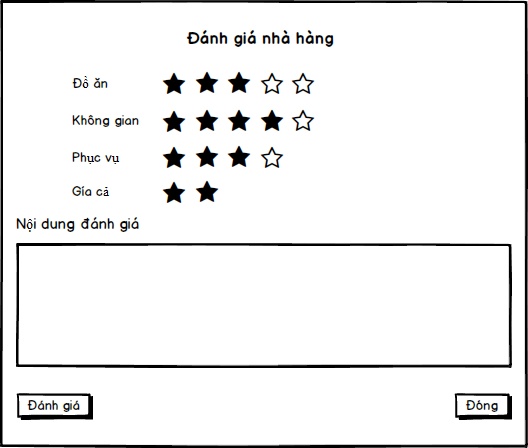 Đánh giá nhà hàng
Đồ ăn
Không gian
Phục vụ
Gía cả
Nội dung đánh giá
Đánh giá
Đóng